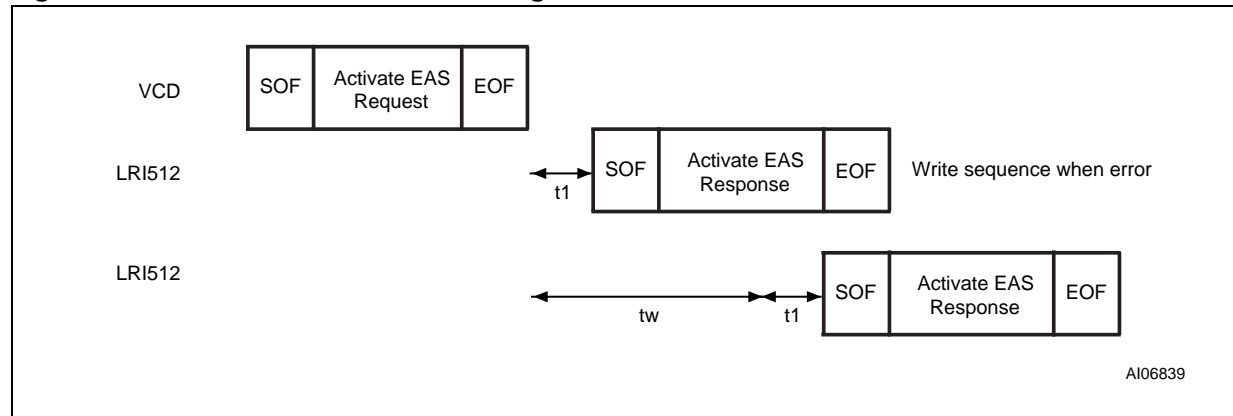 VCD
SOF
Activate EAS
Request
EOF
LRI512
t1
SOF
Activate EAS
Response
EOF
Write sequence when error
LRI512
tw
t1
SOF
Activate EAS
Response
EOF
AI06839